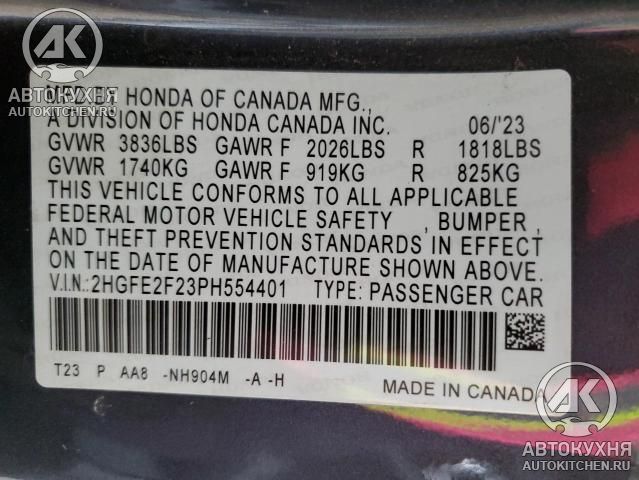 АК
АВТОКУХНЯ
AUTOKITCHEN.RU
HONDA OF CANADA MFG.,
A DIVISION OF HONDA CANADA INC. 06/'23
GVWR 3836LBS GAWR F 2026LBS R 1818LBS
GVWR 1740KG GAWR F 919KG R 825KG
THIS VEHICLE CONFORMS TO ALL APPLICABLE
FEDERAL MOTOR VEHICLE SAFETY , BUMPER,
AND THEFT PREVENTION STANDARDS IN EFFECT
ON THE DATE OF MANUFACTURE SHOWN ABOVE.
V.I.N.:2HGFE2F23PH554401 TYPE: PASSENGER CAR
T23 P AA8 -NH904M -A -H
MADE IN CANADA
АК
АВТОКУХНЯ
AUTOKITCHEN.RU